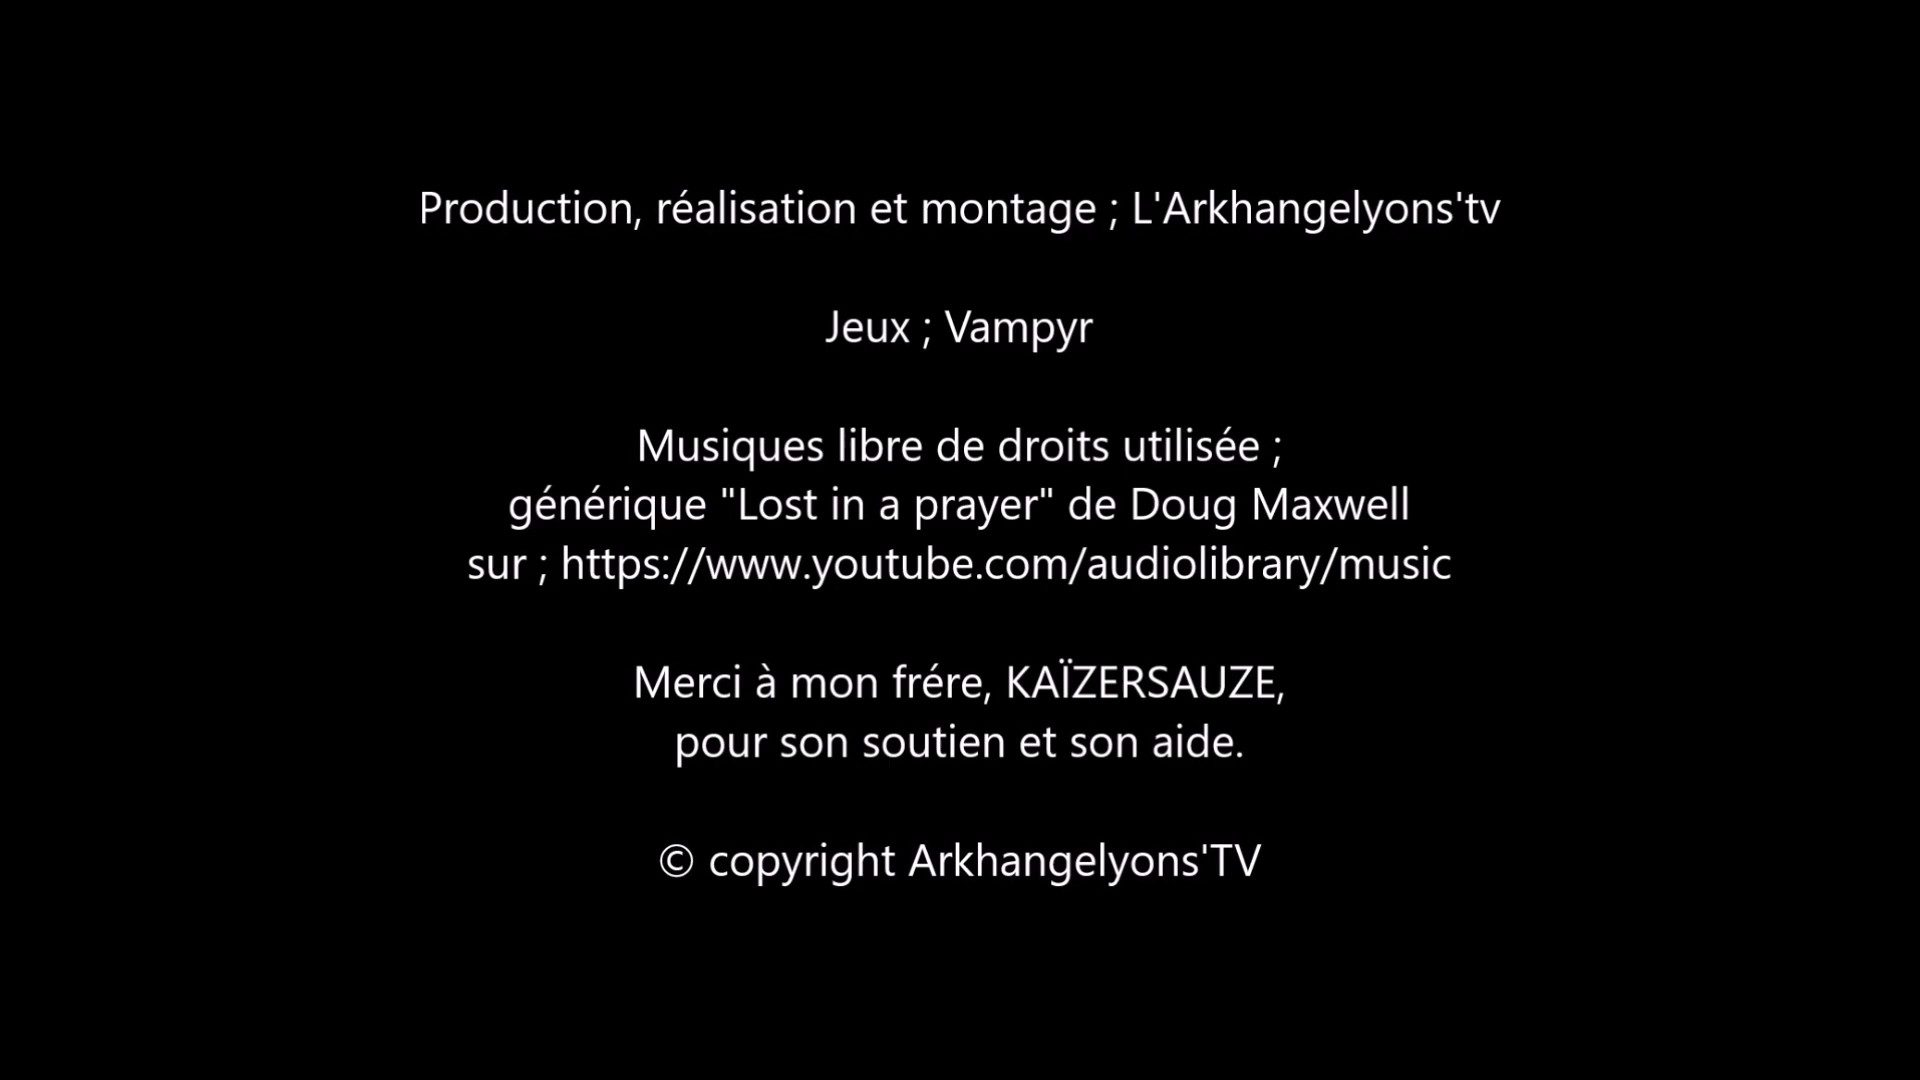 Production, réalisation et montage ; L'Arkhangelyons'tv
Jeux ; Vampyr
Musiques libre de droits utilisée ;
générique "Lost in a prayer" de Doug Maxwell
sur ; https://www.youtube.com/audiolibrary/music
Merci à mon frére, KAÏZERSAUZE,
pour son soutien et son aide.
© copyright Arkhangelyons'TV